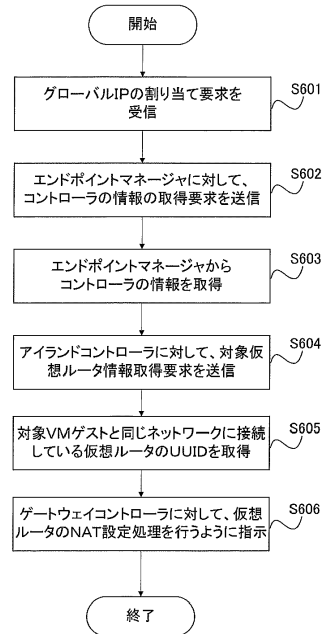 開始
グローバルIPの割り当て要求を
受信
S601
エンドポイントマネージャに対して、
コントローラの情報の取得要求を送信
S602
エンドポイントマネージャから
コントローラの情報を取得
S603
アイランドコントローラに対して、対象仮
想ルータ情報取得要求を送信
S604
対象VMゲストと同じネットワークに接続
している仮想ルータのUUIDを取得
S605
ゲートウェイコントローラに対して、仮想
ルータのNAT設定処理を行うように指示
S606
終了